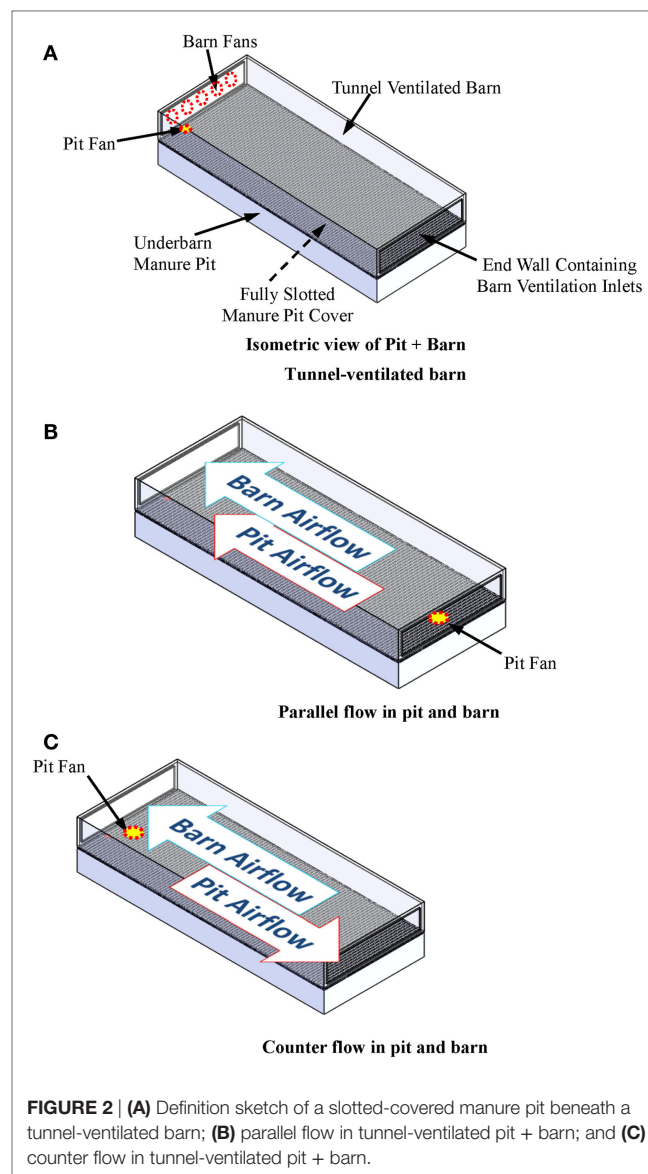 A
Barn Fans
Tunnel Ventilated Barn
Pit Fan
Underbarn
Manure Pit
Fully Slotted
Manure Pit Cover
End Wall Containing
Barn Ventilation Inlets
Isometric view of Pit + Barn
Tunnel-ventilated barn
B
Barn Airflow
Pit Airflow
Pit Fan
Parallel flow in pit and barn
C
Pit Fan
Barn Airflow
Pit Airflow
Counter flow in pit and barn
FIGURE 2 | (A) Definition sketch of a slotted-covered manure pit beneath a
tunnel-ventilated barn; (B) parallel flow in tunnel-ventilated pit + barn; and (C)
counter flow in tunnel-ventilated pit + barn.